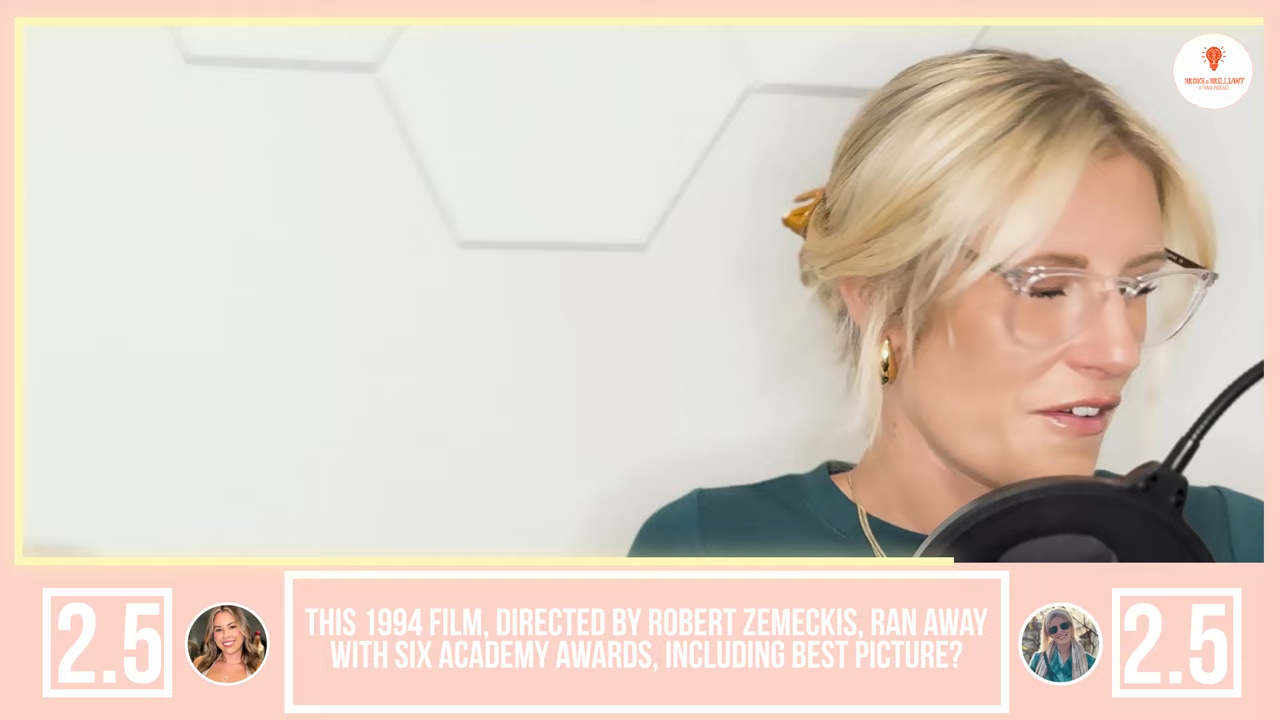 2.5
THIS 1994 FILM, DIRECTED BY ROBERT ZEMECKIS, RAN AWAY
WITH SIX ACADEMY AWARDS, INCLUDING BEST PICTURE?
2.5